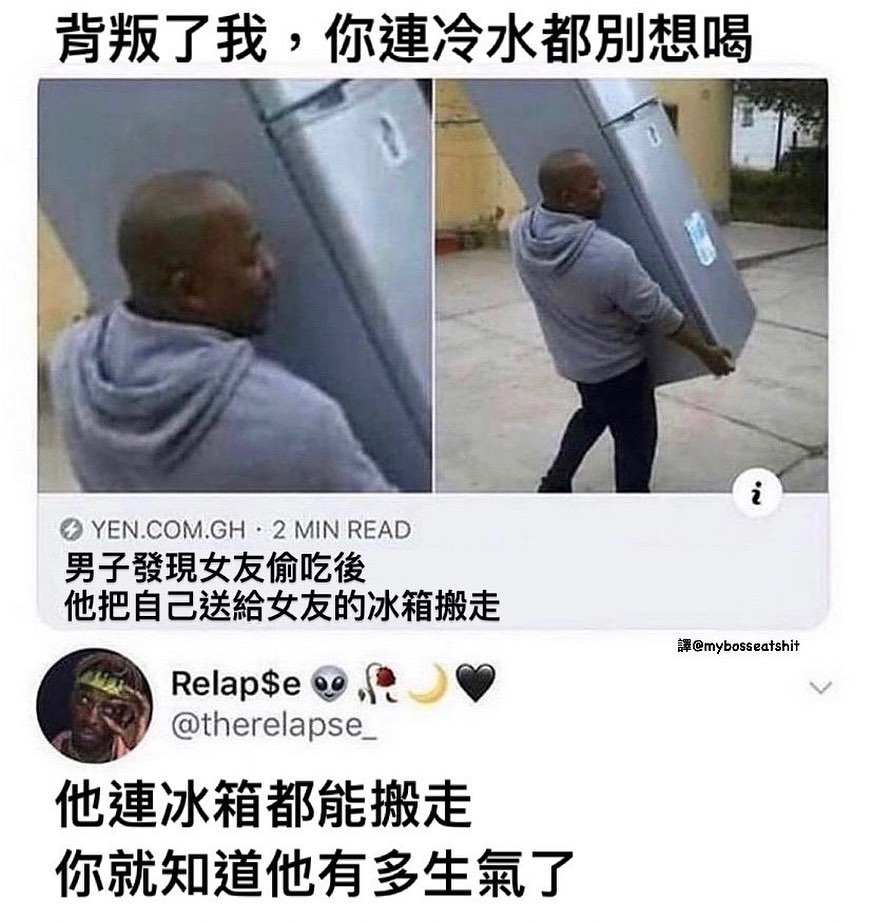 背叛了我，你連冷水都別想喝
i
YEN.COM.GH · 2 MIN READ
男子發現女友偷吃後
他把自己送給女友的冰箱搬走
譯@mybosseatshit
Relap$e 👽🥀🌙🖤
@therelapse_
他連冰箱都能搬走
你就知道他有多生氣了